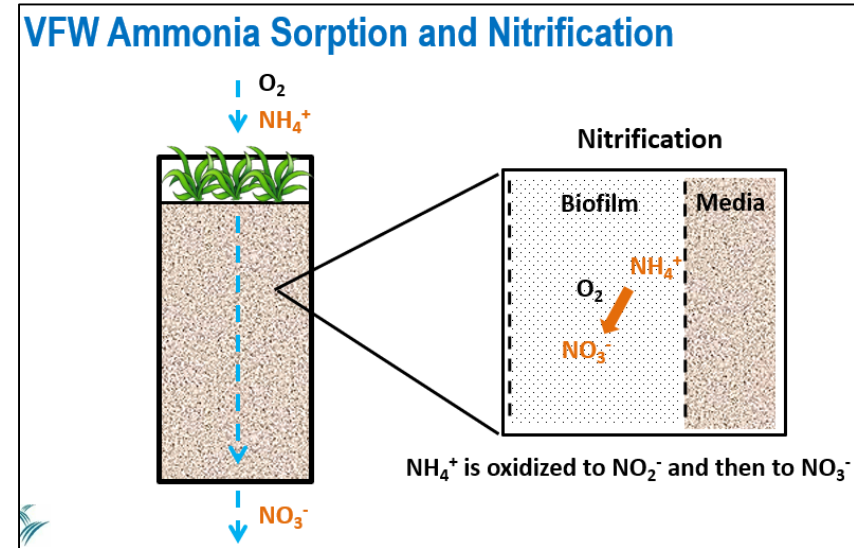 VFW Ammonia Sorption and Nitrification
O₂
NH₄⁺
Nitrification
Biofilm
Media
NH₄⁺
O₂
NO₃⁻
NH₄⁺ is oxidized to NO₂⁻ and then to NO₃⁻
NO₃⁻